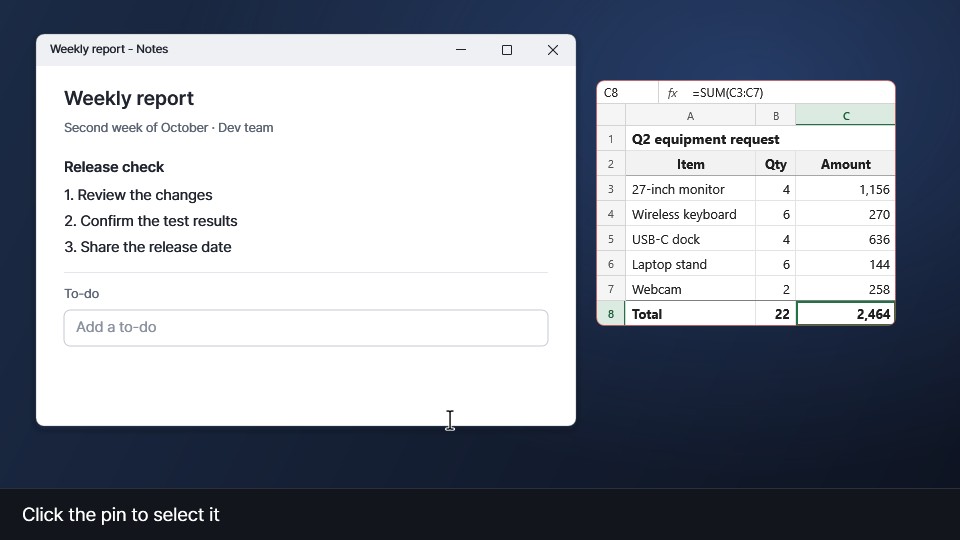 Weekly report - Notes
Weekly report
Second week of October · Dev team
Release check
1. Review the changes
2. Confirm the test results
3. Share the release date
To-do
Add a to-do
C8 fx =SUM(C3:C7)
A B C
1 Q2 equipment request
2 Item Qty Amount
3 27-inch monitor 4 1,156
4 Wireless keyboard 6 270
5 USB-C dock 4 636
6 Laptop stand 6 144
7 Webcam 2 258
8 Total 22 2,464
Click the pin to select it